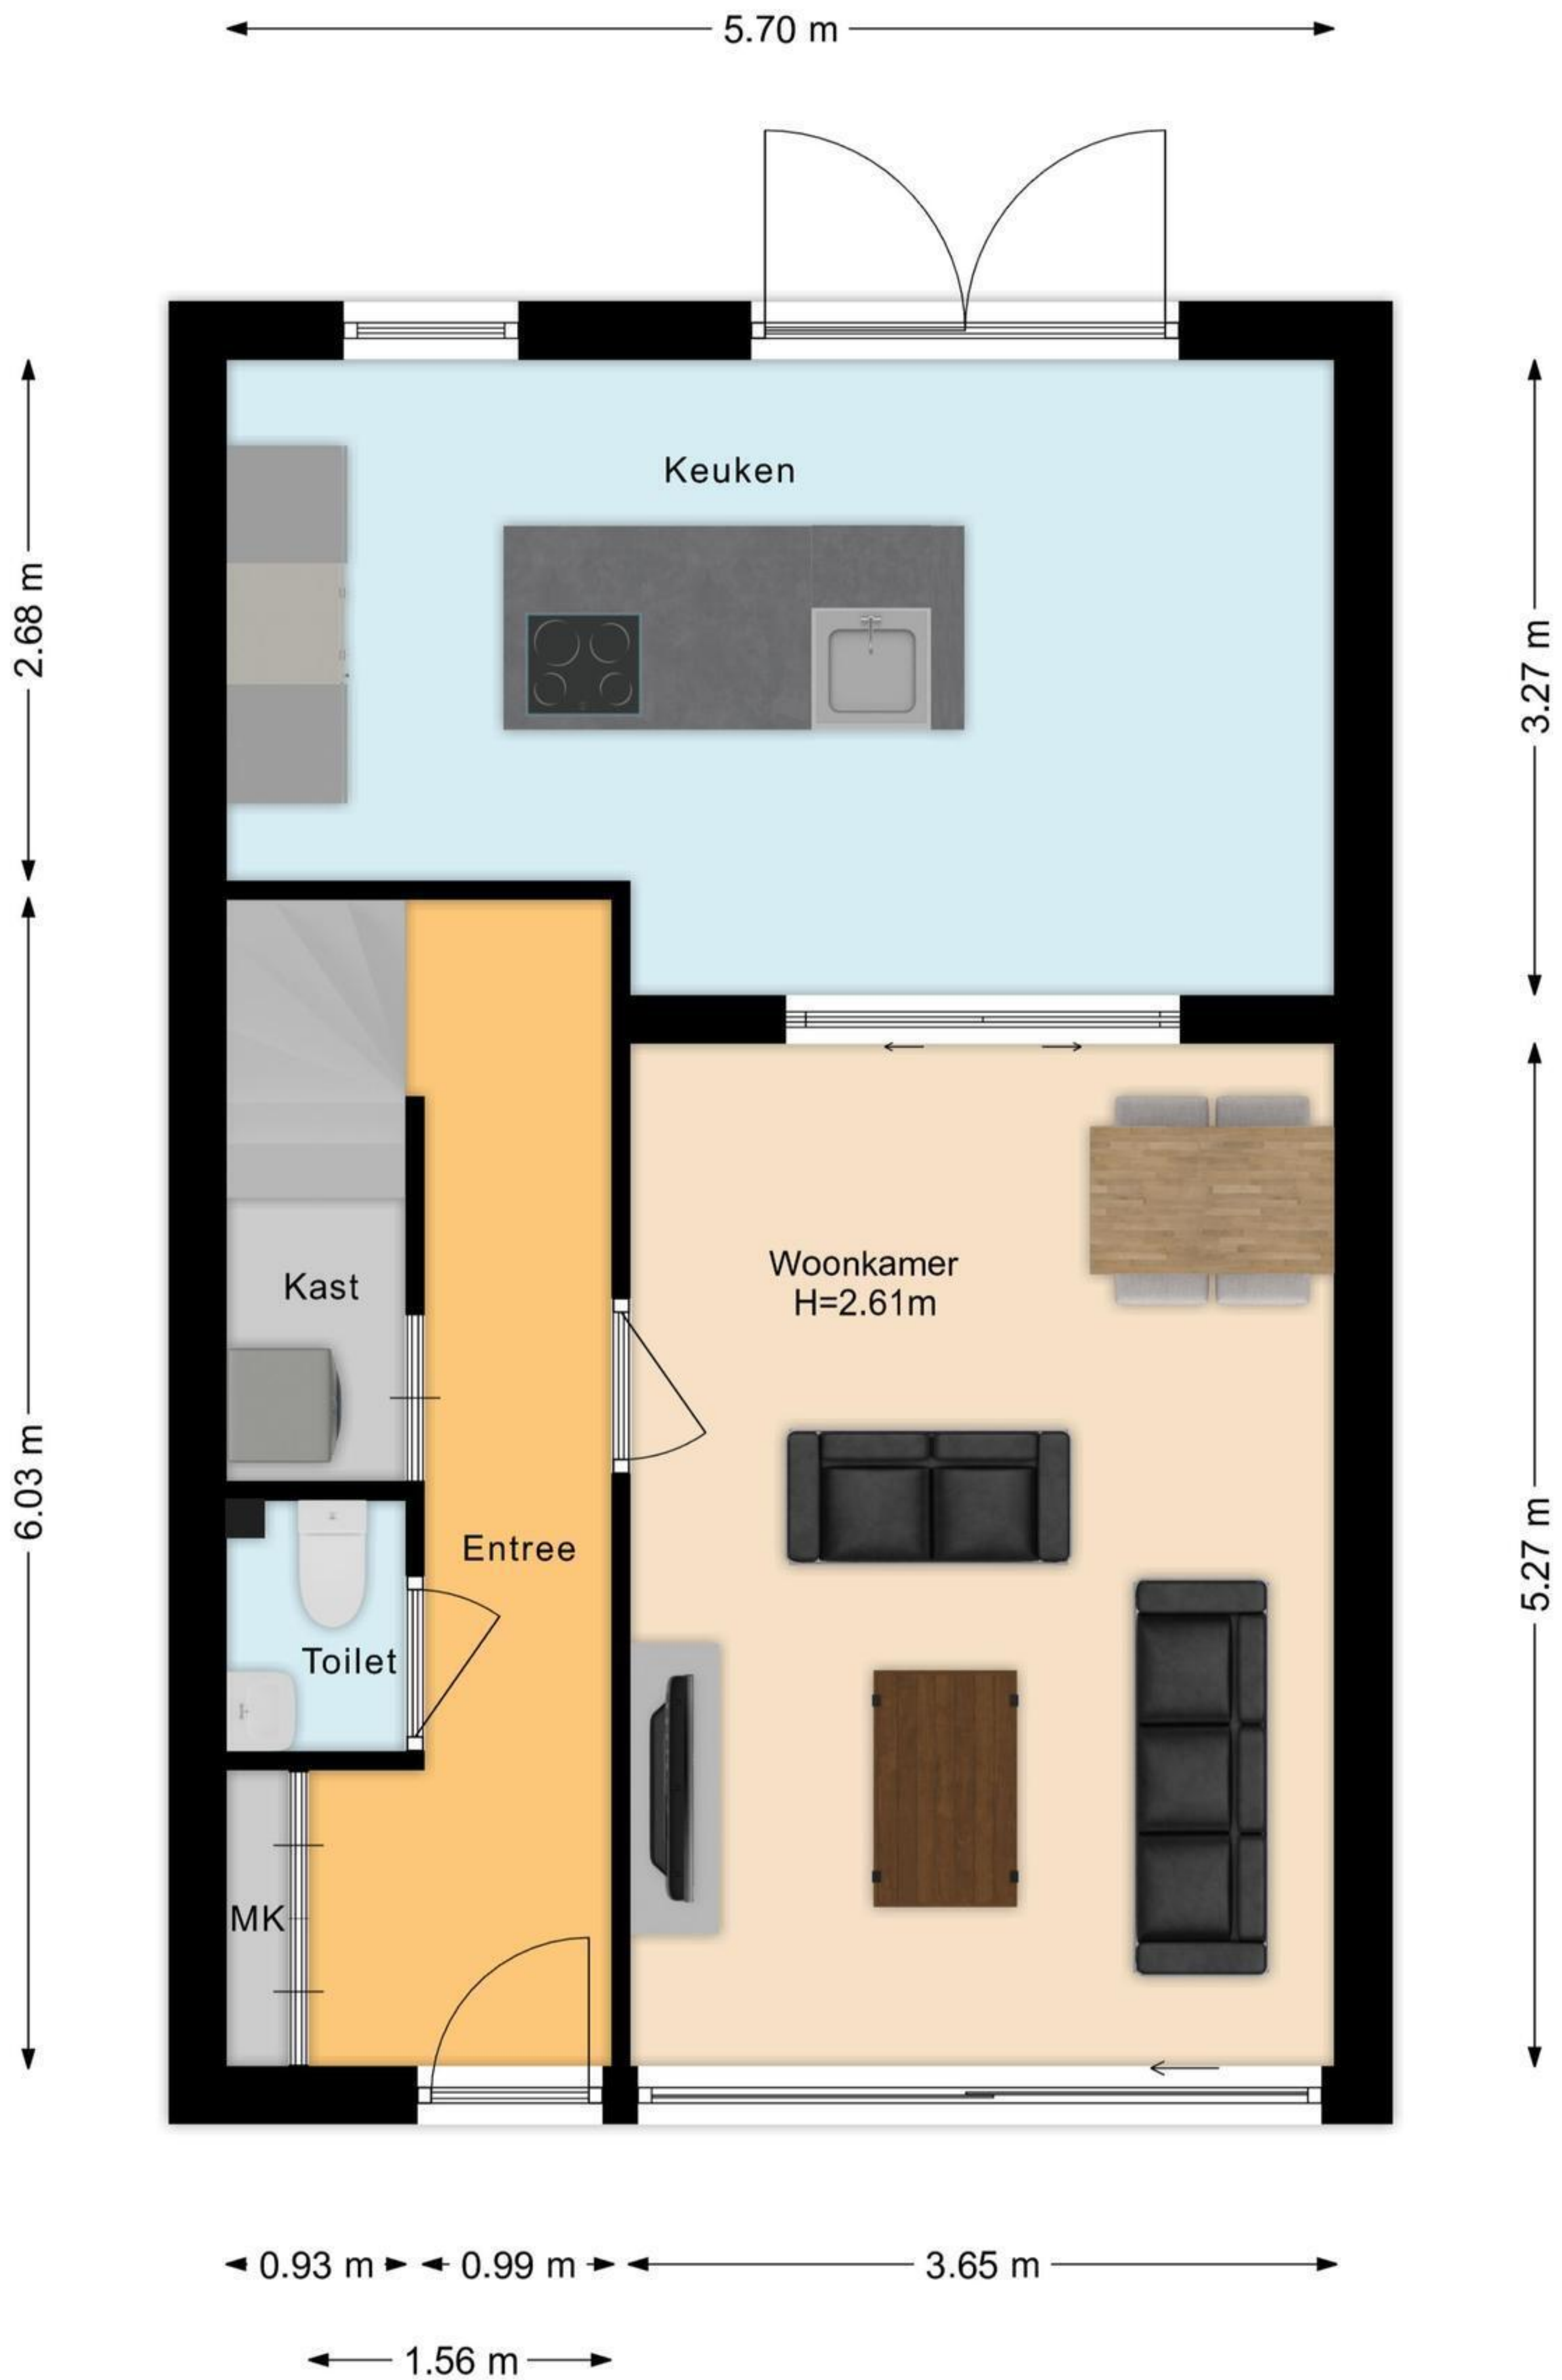 5.70 m
Keuken
2.68 m
3.27 m
Woonkamer
H=2.61m
Kast
6.03 m
Entree
5.27 m
Toilet
MK
0.93 m
0.99 m
3.65 m
1.56 m